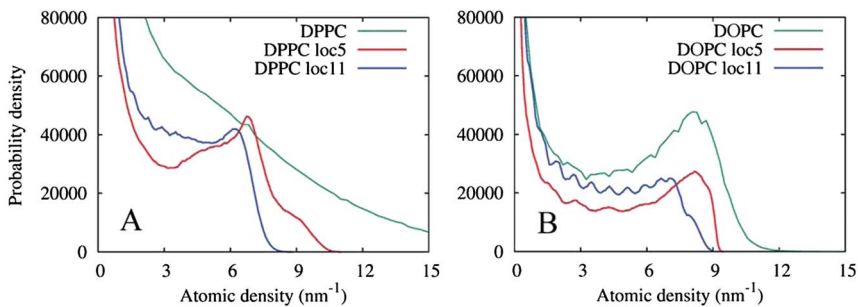 80000
60000
40000
20000
0
Probability density
DPPC
DPPC loc5
DPPC loc11
A
0 3 6 9 12 15
Atomic density (nm⁻¹)
80000
60000
40000
20000
0
DOPC
DOPC loc5
DOPC loc11
B
0 3 6 9 12 15
Atomic density (nm⁻¹)